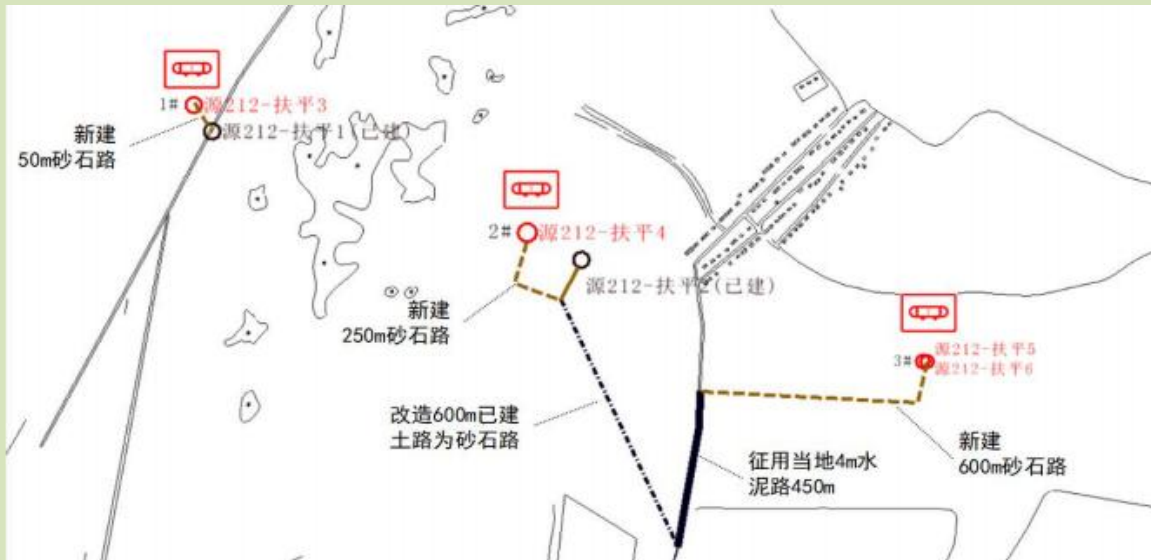 1# 源212-扶平3
源212-扶平1(已建)
新建
50m砂石路
2# 源212-扶平4
源212-扶平2(已建)
新建
250m砂石路
3# 源212-扶平5
源212-扶平6
改造600m已建
土路为砂石路
征用当地4m水
泥路450m
新建
600m砂石路